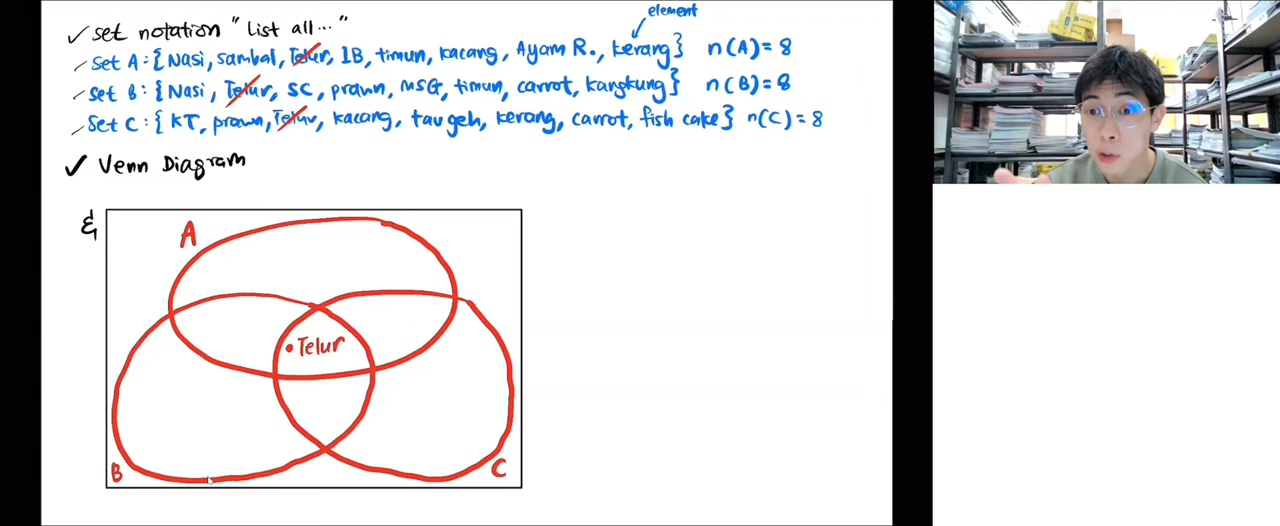 ✓ set notation "List all..."
element
✓ set A : {Nasi, sambal, Telur, IB, timun, kacang, Ayam R., kerang} n(A) = 8
✓ set B : {Nasi, Telur, SC, prawn, MSG, timun, carrot, kangkung} n(B) = 8
✓ set C : {KT, prawn, Telur, kacang, taugeh, kerang, carrot, fish cake} n(C) = 8
✓ Venn Diagram
ξ
A
• Telur
B
C